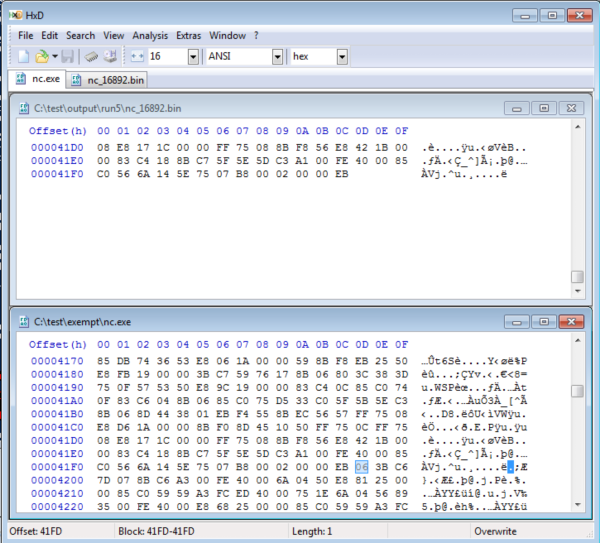 HxD
File Edit Search View Analysis Extras Window ?
16 ANSI hex
nc.exe nc_16892.bin
C:\test\output\run5\nc_16892.bin
Offset(h) 00 01 02 03 04 05 06 07 08 09 0A 0B 0C 0D 0E 0F
000041D0 08 E8 17 1C 00 00 FF 75 08 8B F8 56 E8 42 1B 00 .è....ÿu.‹øVèB..
000041E0 00 83 C4 18 8B C7 5F 5E 5D C3 A1 00 FE 40 00 85 .ƒÄ.‹Ç_^]Ã¡.þ@.…
000041F0 C0 56 6A 14 5E 75 07 B8 00 02 00 00 EB ÀVj.^u.¸....ë
C:\test\exempt\nc.exe
Offset(h) 00 01 02 03 04 05 06 07 08 09 0A 0B 0C 0D 0E 0F
00004170 85 DB 74 36 53 E8 06 1A 00 00 59 8B F8 EB 25 50 …Ût6Sè....Y‹øë%P
00004180 E8 FB 19 00 00 3B C7 59 76 17 8B 06 80 3C 38 3D èû...;ÇYv.‹.€<8=
00004190 75 0F 57 53 50 E8 9C 19 00 00 83 C4 0C 85 C0 74 u.WSPèœ...ƒÄ.…Àt
000041A0 0F 83 C6 04 8B 06 85 C0 75 D5 33 C0 5F 5B 5E C3 .ƒÆ.‹.…ÀuÕ3À_[^Ã
000041B0 8B 06 8D 44 38 01 EB F4 55 8B EC 56 57 FF 75 08 ‹..D8.ëôU‹ìVWÿu.
000041C0 E8 D6 1A 00 00 8B F0 8D 45 10 50 FF 75 0C FF 75 èÖ...‹ð.E.Pÿu.ÿu
000041D0 08 E8 17 1C 00 00 FF 75 08 8B F8 56 E8 42 1B 00 .è....ÿu.‹øVèB..
000041E0 00 83 C4 18 8B C7 5F 5E 5D C3 A1 00 FE 40 00 85 .ƒÄ.‹Ç_^]Ã¡.þ@.…
000041F0 C0 56 6A 14 5E 75 07 B8 00 02 00 00 EB 06 3B C6 ÀVj.^u.¸....ë.;Æ
00004200 7D 07 8B C6 A3 00 FE 40 00 6A 04 50 E8 81 25 00 }.‹Æ£.þ@.j.Pè.%.
00004210 00 85 C0 59 59 A3 FC ED 40 00 75 1E 6A 04 56 89 .…ÀYY£üí@.u.j.V‰
00004220 35 00 FE 40 00 E8 68 25 00 00 85 C0 59 59 A3 FC 5.þ@.èh%..…ÀYY£ü
Offset: 41FD Block: 41FD-41FD Length: 1 Overwrite